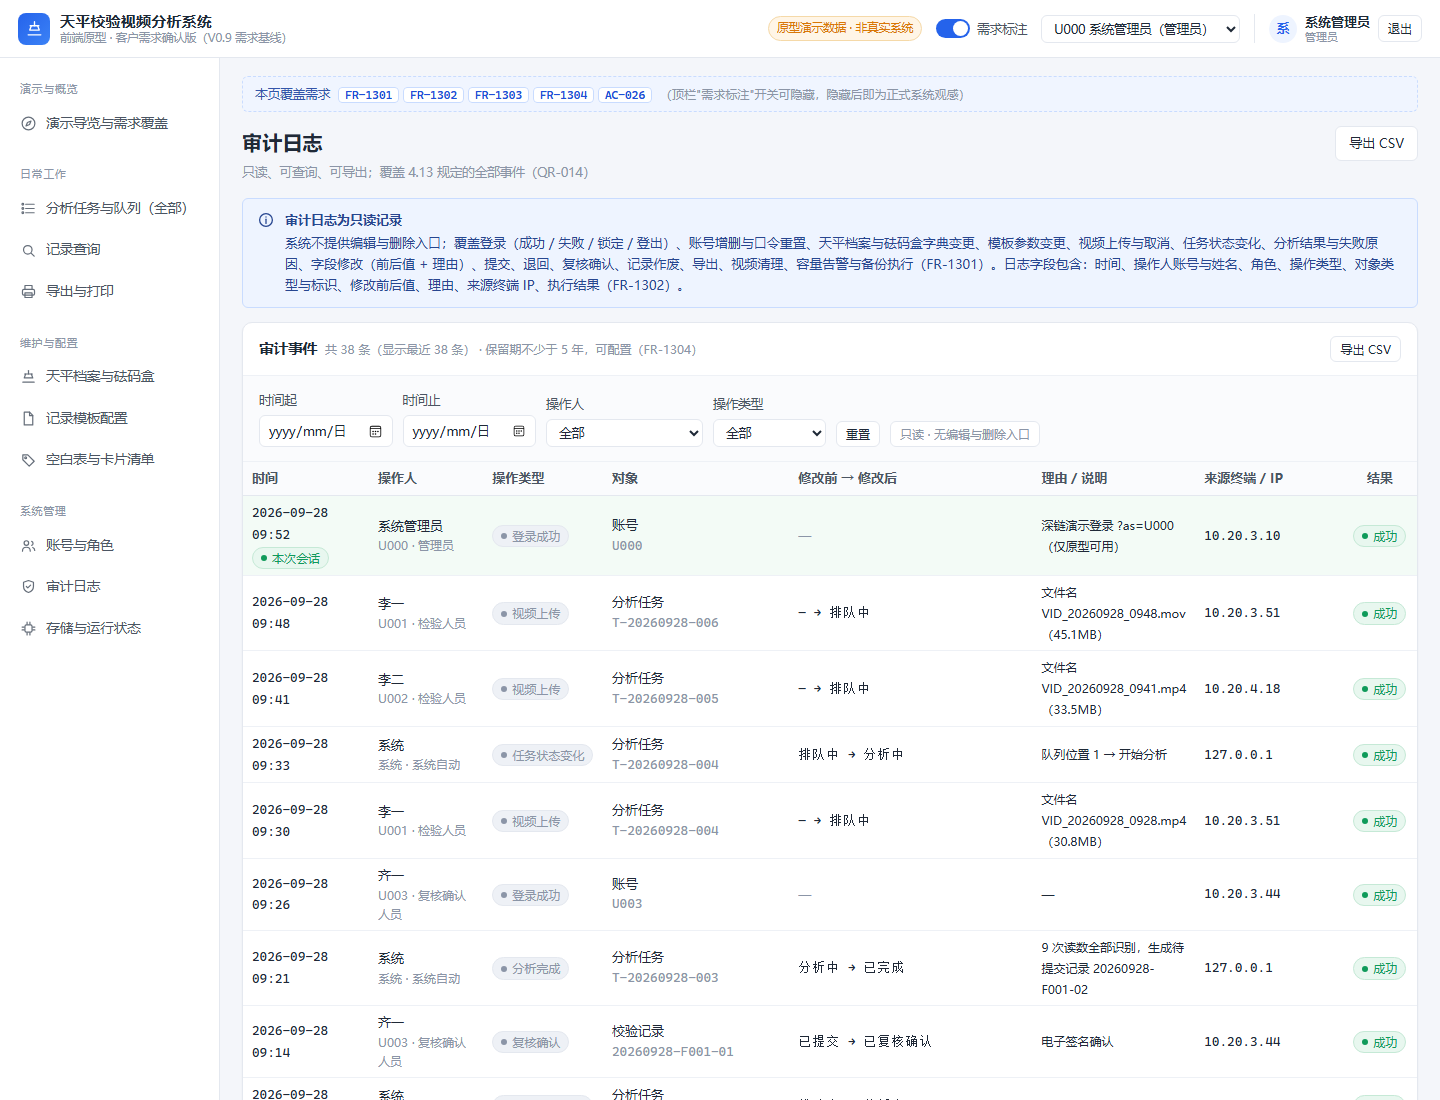 天平校验视频分析系统
前端原型 · 客户需求确认版（V0.9 需求基线）
原型演示数据 · 非真实系统
需求标注
U000 系统管理员（管理员）
系
系统管理员
管理员
退出
演示与概览
演示导览与需求覆盖
日常工作
分析任务与队列（全部）
记录查询
导出与打印
维护与配置
天平档案与砝码盒
记录模板配置
空白表与卡片清单
系统管理
账号与角色
审计日志
存储与运行状态
本页覆盖需求 FR-1301 FR-1302 FR-1303 FR-1304 AC-026 （顶栏"需求标注"开关可隐藏，隐藏后即为正式系统观感）
审计日志
只读、可查询、可导出；覆盖 4.13 规定的全部事件（QR-014）
导出 CSV
审计日志为只读记录
系统不提供编辑与删除入口；覆盖登录（成功 / 失败 / 锁定 / 登出）、账号增删与口令重置、天平档案与砝码盒字典变更、模板参数变更、视频上传与取消、任务状态变化、分析结果与失败原
因、字段修改（前后值 + 理由）、提交、退回、复核确认、记录作废、导出、视频清理、容量告警与备份执行（FR-1301）。日志字段包含：时间、操作人账号与姓名、角色、操作类型、对象类
型与标识、修改前后值、理由、来源终端 IP、执行结果（FR-1302）。
审计事件 共 38 条（显示最近 38 条） · 保留期不少于 5 年，可配置（FR-1304）
导出 CSV
时间起 时间止 操作人 操作类型
yyyy/mm/日 yyyy/mm/日 全部 全部 重置 只读 · 无编辑与删除入口
时间 操作人 操作类型 对象 修改前 → 修改后 理由 / 说明 来源终端 / IP 结果
2026-09-28
09:52
本次会话
系统管理员
U000 · 管理员
登录成功
账号
U000
—
深链演示登录 ?as=U000
（仅原型可用）
10.20.3.10
成功
2026-09-28
09:48
李一
U001 · 检验人员
视频上传
分析任务
T-20260928-006
— → 排队中
文件名
VID_20260928_0948.mov
（45.1MB）
10.20.3.51
成功
2026-09-28
09:41
李二
U002 · 检验人员
视频上传
分析任务
T-20260928-005
— → 排队中
文件名
VID_20260928_0941.mp4
（33.5MB）
10.20.4.18
成功
2026-09-28
09:33
系统
系统 · 系统自动
任务状态变化
分析任务
T-20260928-004
排队中 → 分析中
队列位置 1 → 开始分析
127.0.0.1
成功
2026-09-28
09:30
李一
U001 · 检验人员
视频上传
分析任务
T-20260928-004
— → 排队中
文件名
VID_20260928_0928.mp4
（30.8MB）
10.20.3.51
成功
2026-09-28
09:26
齐一
U003 · 复核确认
人员
登录成功
账号
U003
—
—
10.20.3.44
成功
2026-09-28
09:21
系统
系统 · 系统自动
分析完成
分析任务
T-20260928-003
分析中 → 已完成
9 次读数全部识别，生成待
提交记录 20260928-
F001-02
127.0.0.1
成功
2026-09-28
09:14
齐一
U003 · 复核确认
人员
复核确认
校验记录
20260928-F001-01
已提交 → 已复核确认
电子签名确认
10.20.3.44
成功
2026-09-28
系统
分析任务